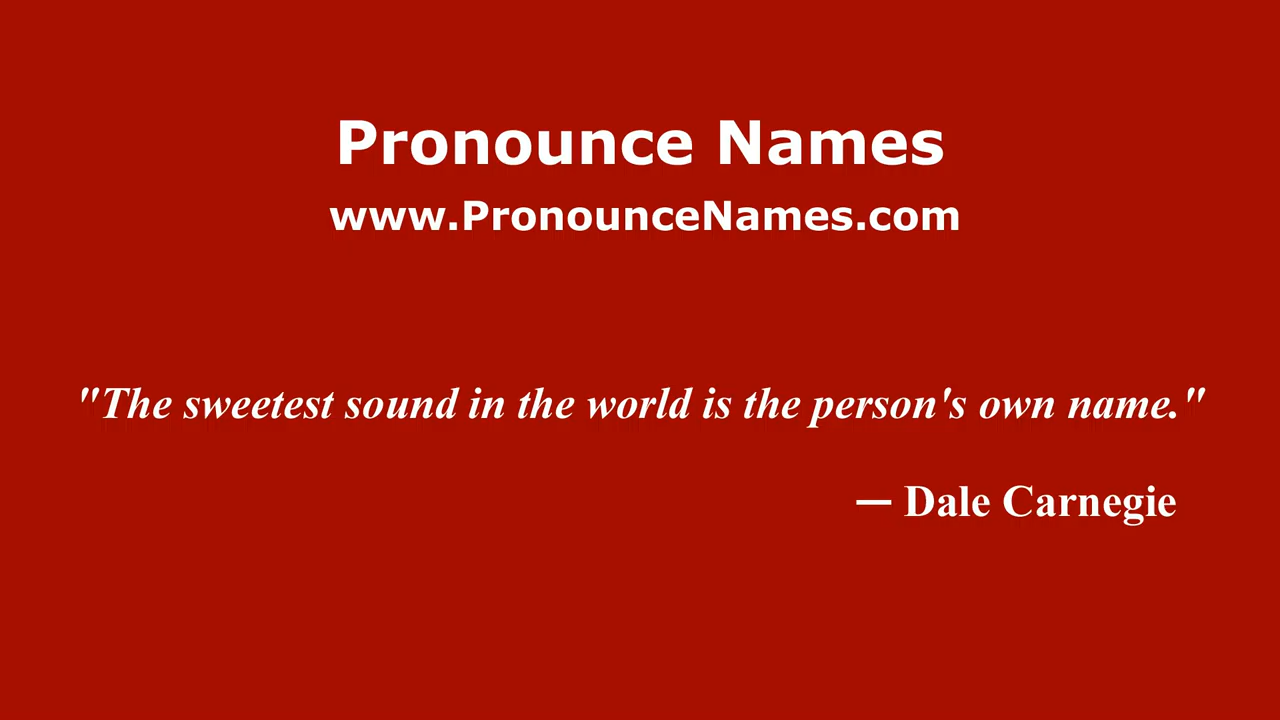 Pronounce Names
www.PronounceNames.com
"The sweetest sound in the world is the person's own name."
— Dale Carnegie